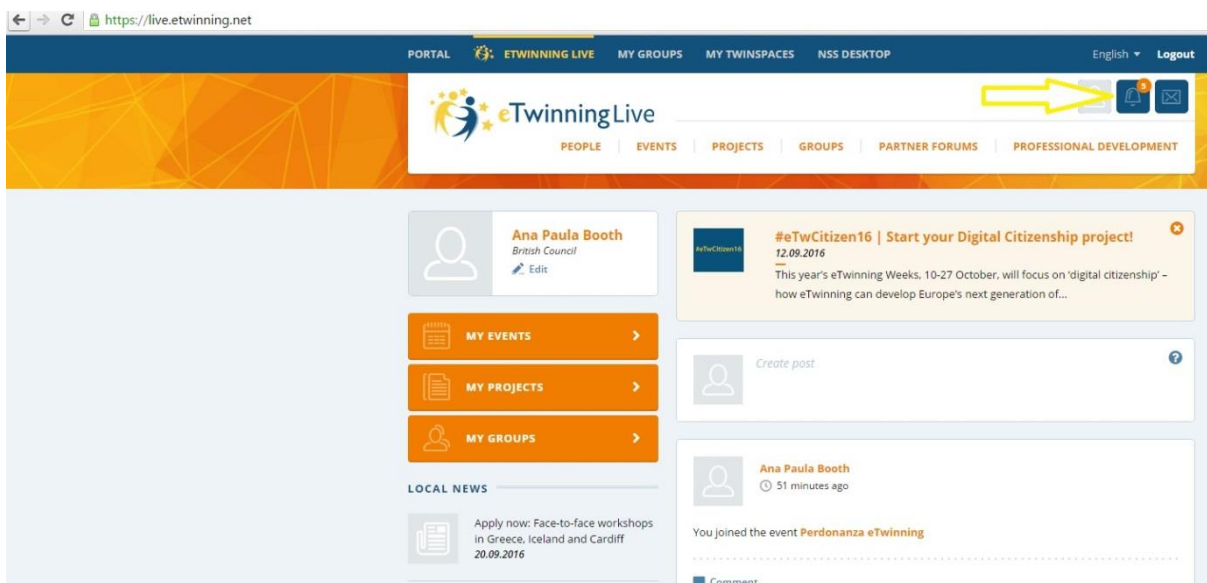 https://live.etwinning.net
PORTAL ETWINNING LIVE MY GROUPS MY TWINSPACES NSS DESKTOP English Logout
eTwinningLive
5
PEOPLE EVENTS PROJECTS GROUPS PARTNER FORUMS PROFESSIONAL DEVELOPMENT
Ana Paula Booth
British Council
Edit
MY EVENTS
MY PROJECTS
MY GROUPS
LOCAL NEWS
Apply now: Face-to-face workshops
in Greece, Iceland and Cardiff
20.09.2016
#eTwCitizen16
#eTwCitizen16 | Start your Digital Citizenship project!
12.09.2016
This year's eTwinning Weeks, 10-27 October, will focus on 'digital citizenship' –
how eTwinning can develop Europe's next generation of...
Create post
Ana Paula Booth
51 minutes ago
You joined the event Perdonanza eTwinning
Comment